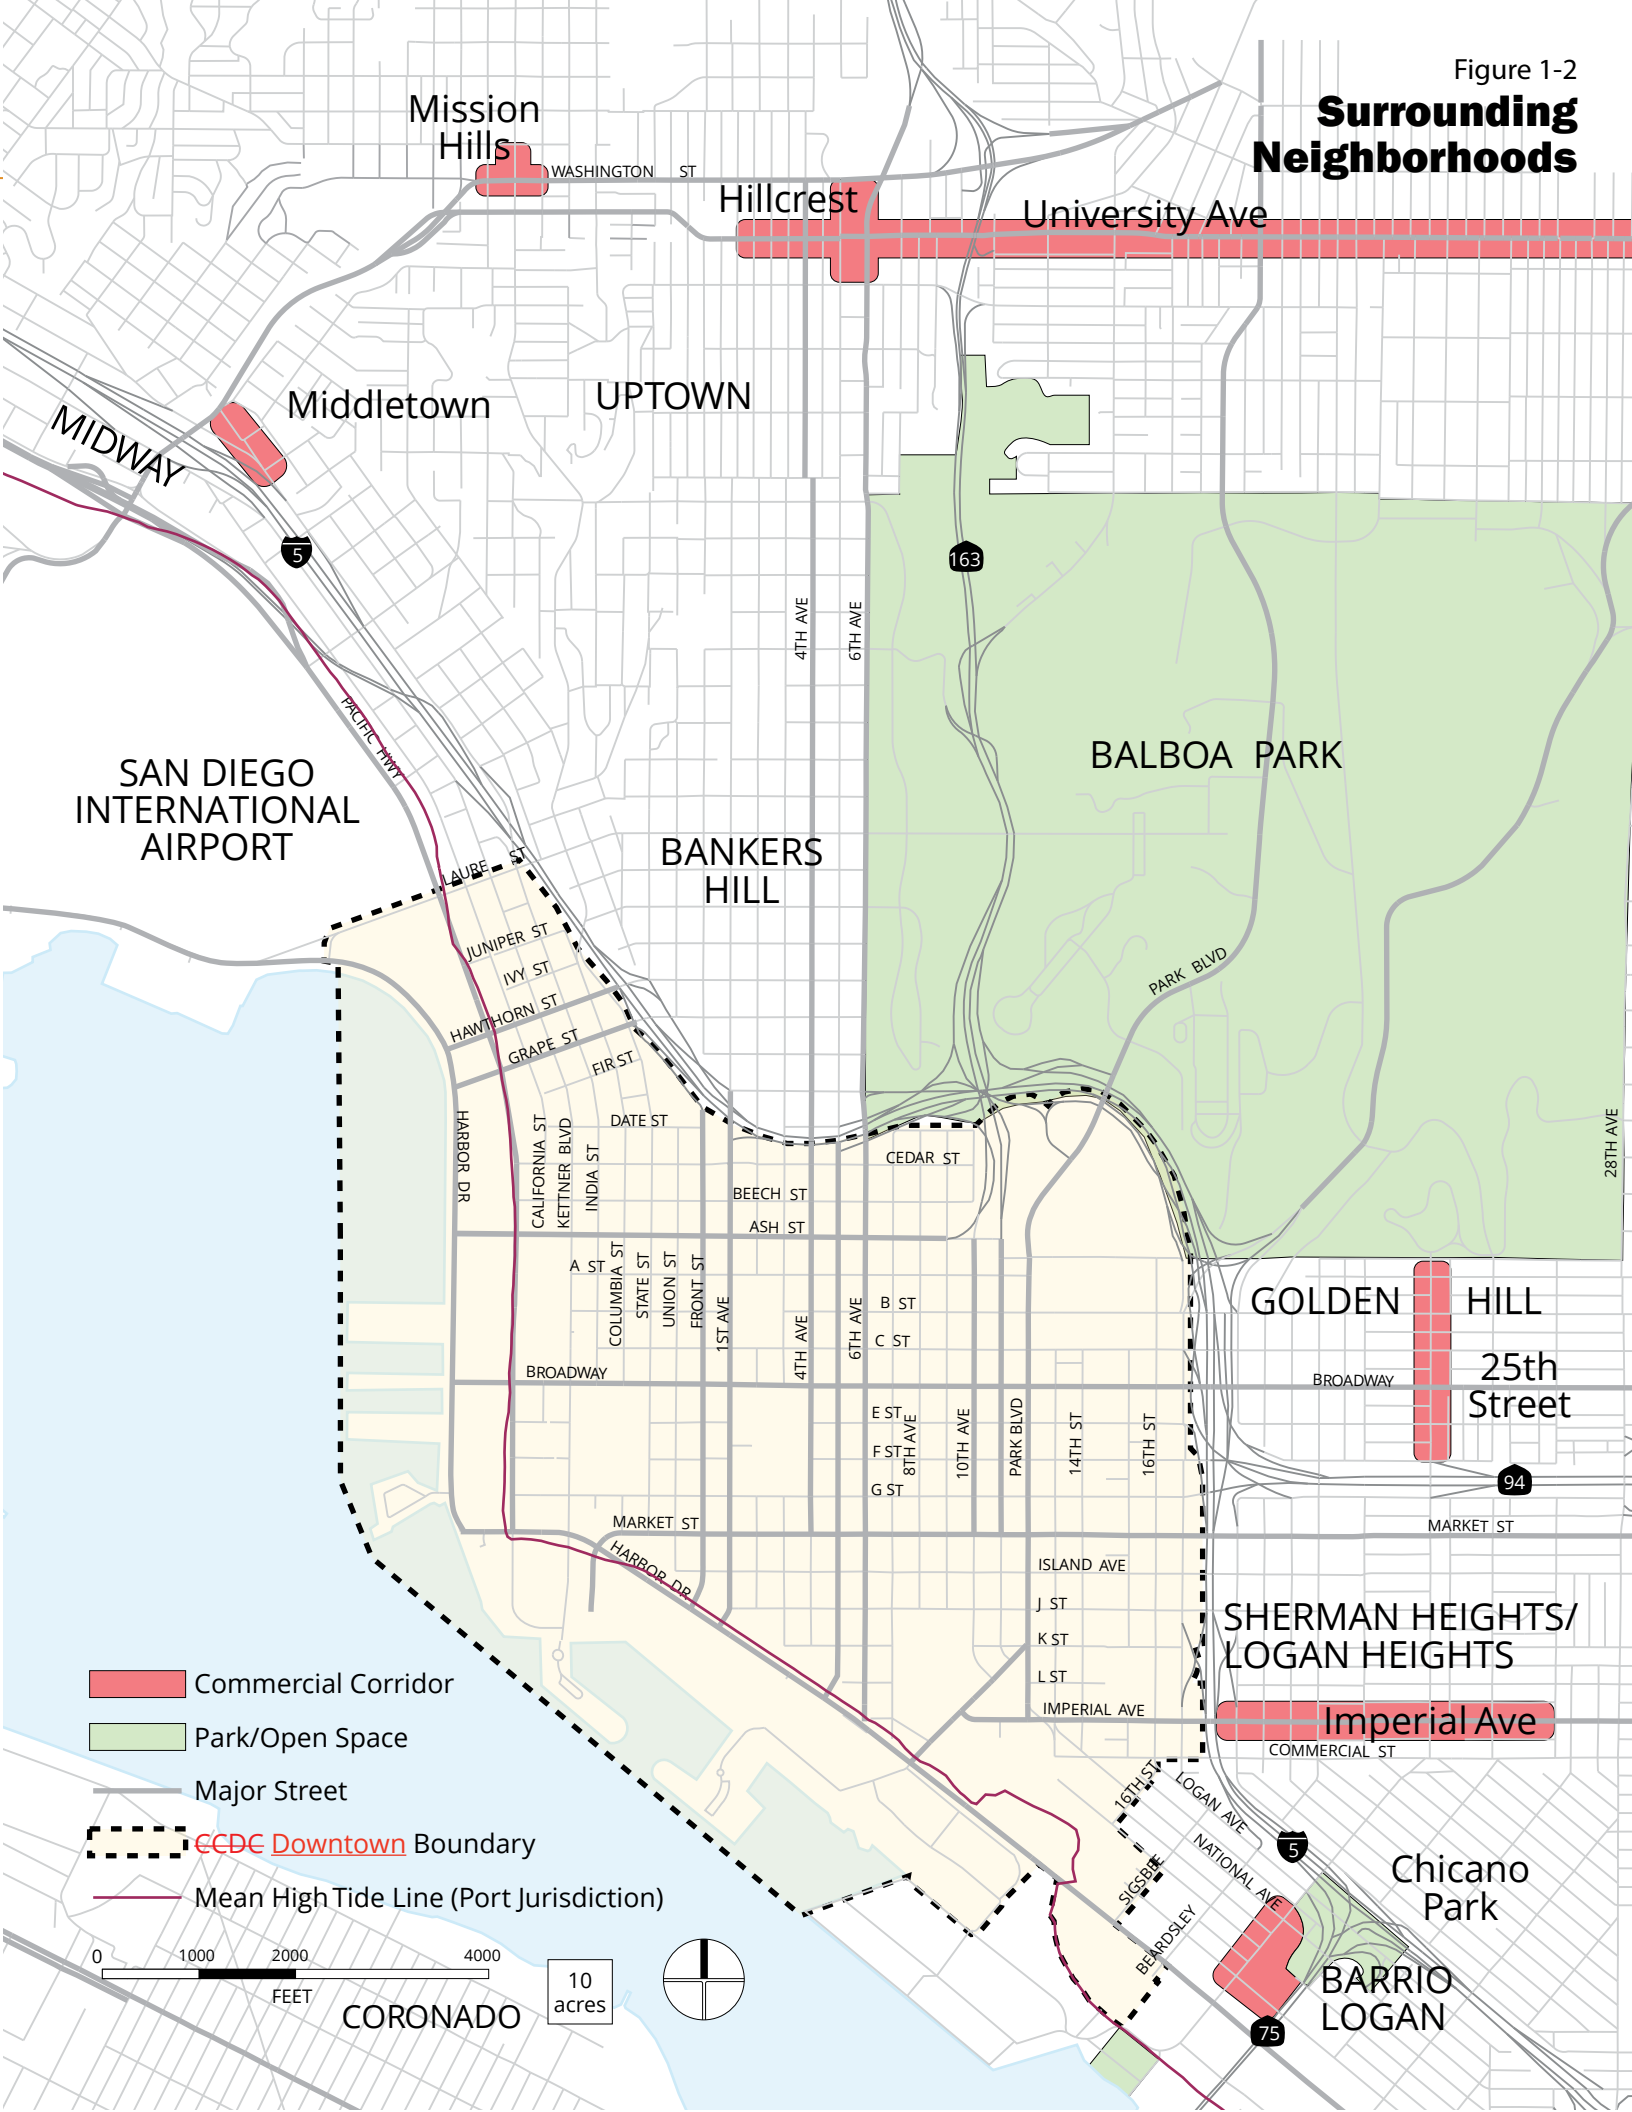 Figure 1-2
Surrounding
Neighborhoods
Mission
Hills
WASHINGTON ST
Hillcrest
University Ave
Middletown
UPTOWN
MIDWAY
5
163
4TH AVE
6TH AVE
PACIFIC HWY
BALBOA PARK
SAN DIEGO
INTERNATIONAL
AIRPORT
BANKERS
HILL
LAURE ST
JUNIPER ST
IVY ST
HAWTHORN ST
GRAPE ST
FIR ST
PARK BLVD
HARBOR DR
CALIFORNIA ST
KETTNER BLVD
INDIA ST
DATE ST
CEDAR ST
BEECH ST
ASH ST
28TH AVE
A ST
COLUMBIA ST
STATE ST
UNION ST
FRONT ST
1ST AVE
4TH AVE
6TH AVE
B ST
C ST
GOLDEN HILL
25th
Street
BROADWAY
BROADWAY
E ST
F ST
G ST
8TH AVE
10TH AVE
PARK BLVD
14TH ST
16TH ST
94
MARKET ST
MARKET ST
HARBOR DR
ISLAND AVE
J ST
K ST
L ST
IMPERIAL AVE
SHERMAN HEIGHTS/
LOGAN HEIGHTS
Imperial Ave
COMMERCIAL ST
16TH ST
LOGAN AVE
NATIONAL AVE
SIGSBEE
BEARDSLEY
5
Chicano
Park
BARRIO
LOGAN
75
Commercial Corridor
Park/Open Space
Major Street
CCDC Downtown Boundary
Mean High Tide Line (Port Jurisdiction)
0 1000 2000 4000
FEET
10
acres
CORONADO